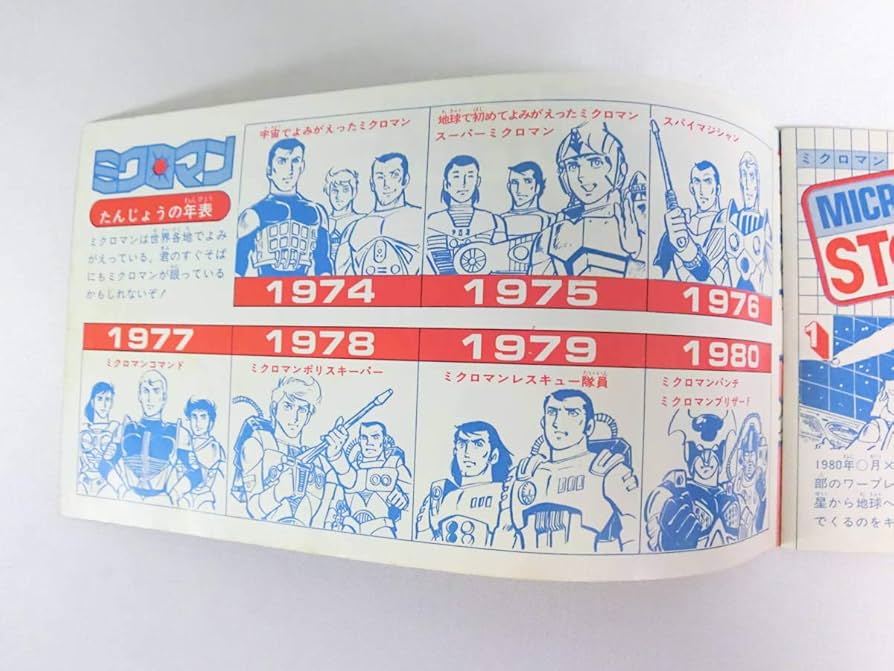 ミクロマン
たんじょうの年表
ミクロマンは世界各地でよみ
がえっている。君のすぐそば
にもミクロマンが眠っている
かもしれないぞ！
宇宙でよみがえったミクロマン
1974
地球で初めてよみがえったミクロマン
スーパーミクロマン
1975
スパイマジシャン
1976
1977
ミクロマンコマンド
1978
ミクロマンポリスキーパー
1979
ミクロマンレスキュー隊員
1980
ミクロマンパンチ
ミクロマンブリザード
ミクロマン
MICR
STO
1
1980年〇月×
部のワープレ
星から地球へ
でくるのをキ